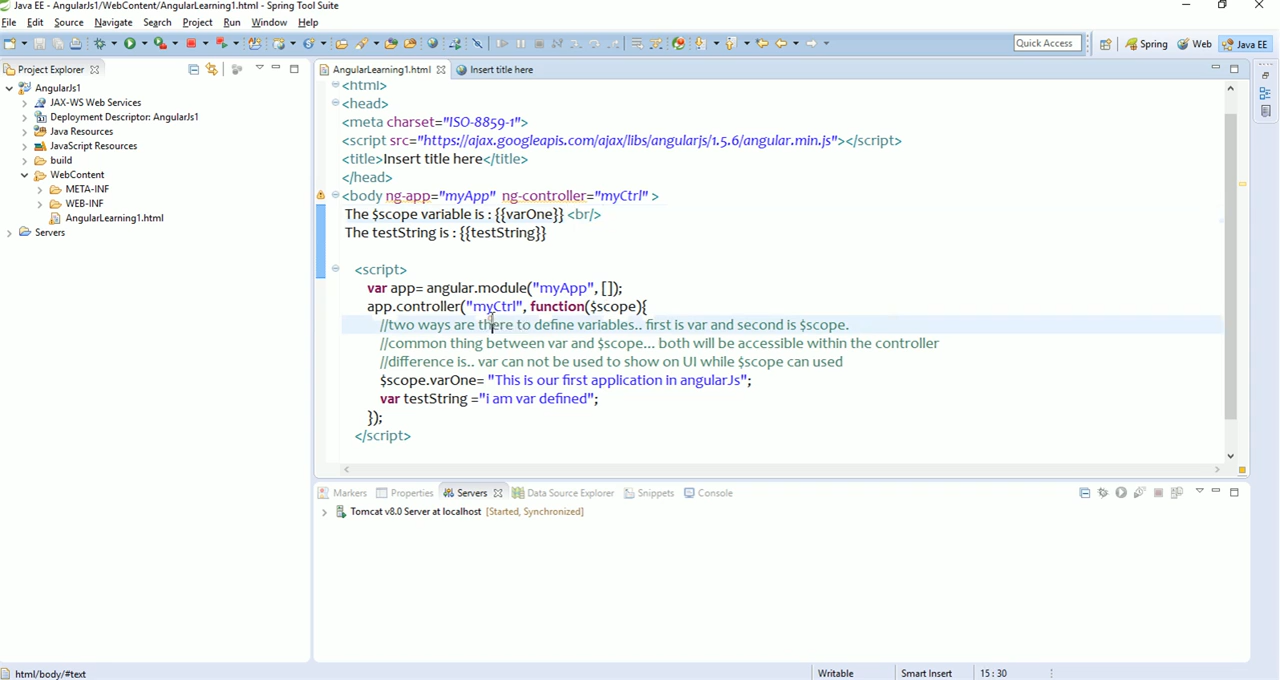 Java EE - AngularJs1/WebContent/AngularLearning1.html - Spring Tool Suite
File Edit Source Navigate Search Project Run Window Help
Quick Access Spring Web Java EE
Project Explorer
AngularJs1
JAX-WS Web Services
Deployment Descriptor: AngularJs1
Java Resources
JavaScript Resources
build
WebContent
META-INF
WEB-INF
AngularLearning1.html
Servers
AngularLearning1.html Insert title here
<html>
<head>
<meta charset="ISO-8859-1">
<script src="https://ajax.googleapis.com/ajax/libs/angularjs/1.5.6/angular.min.js"></script>
<title>Insert title here</title>
</head>
<body ng-app="myApp" ng-controller="myCtrl" >
The $scope variable is : {{varOne}} <br/>
The testString is : {{testString}}
<script>
var app= angular.module("myApp", []);
app.controller("myCtrl", function($scope){
//two ways are there to define variables.. first is var and second is $scope.
//common thing between var and $scope... both will be accessible within the controller
//difference is.. var can not be used to show on UI while $scope can used
$scope.varOne= "This is our first application in angularJs";
var testString ="i am var defined";
});
</script>
Markers Properties Servers Data Source Explorer Snippets Console
Tomcat v8.0 Server at localhost [Started, Synchronized]
html/body/#text Writable Smart Insert 15 : 30